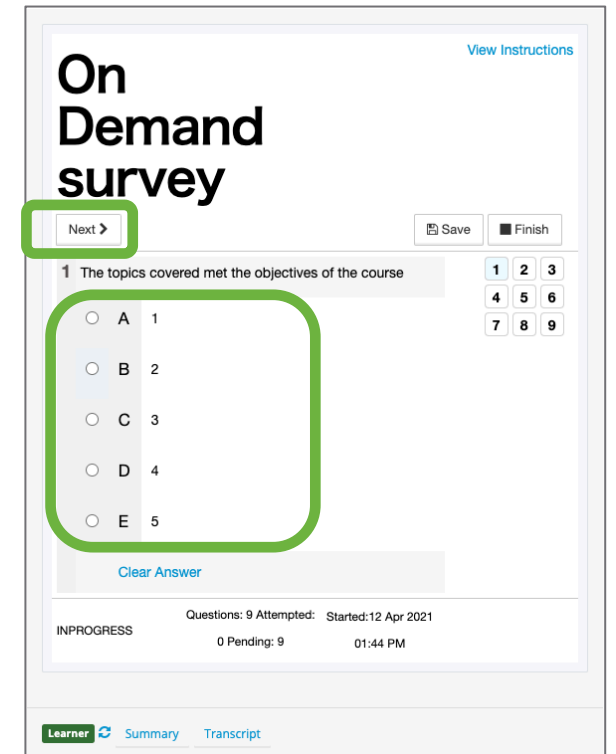 View Instructions
On
Demand
survey
Next
Save
Finish
1 The topics covered met the objectives of the course
1 2 3
4 5 6
7 8 9
A 1
B 2
C 3
D 4
E 5
Clear Answer
Questions: 9 Attempted: Started:12 Apr 2021
INPROGRESS
0 Pending: 9 01:44 PM
Learner Summary Transcript